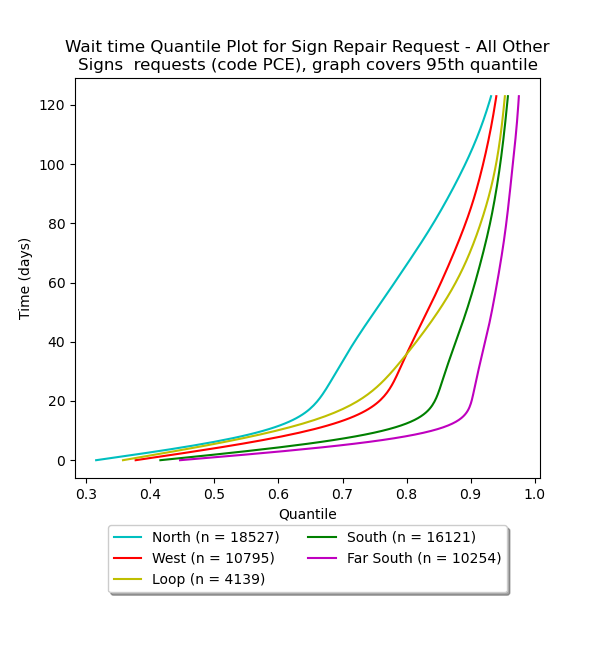 Wait time Quantile Plot for Sign Repair Request - All Other
Signs  requests (code PCE), graph covers 95th quantile
120
100
80
60
40
20
0
Time (days)
0.3 0.4 0.5 0.6 0.7 0.8 0.9 1.0
Quantile
North (n = 18527)
West (n = 10795)
Loop (n = 4139)
South (n = 16121)
Far South (n = 10254)